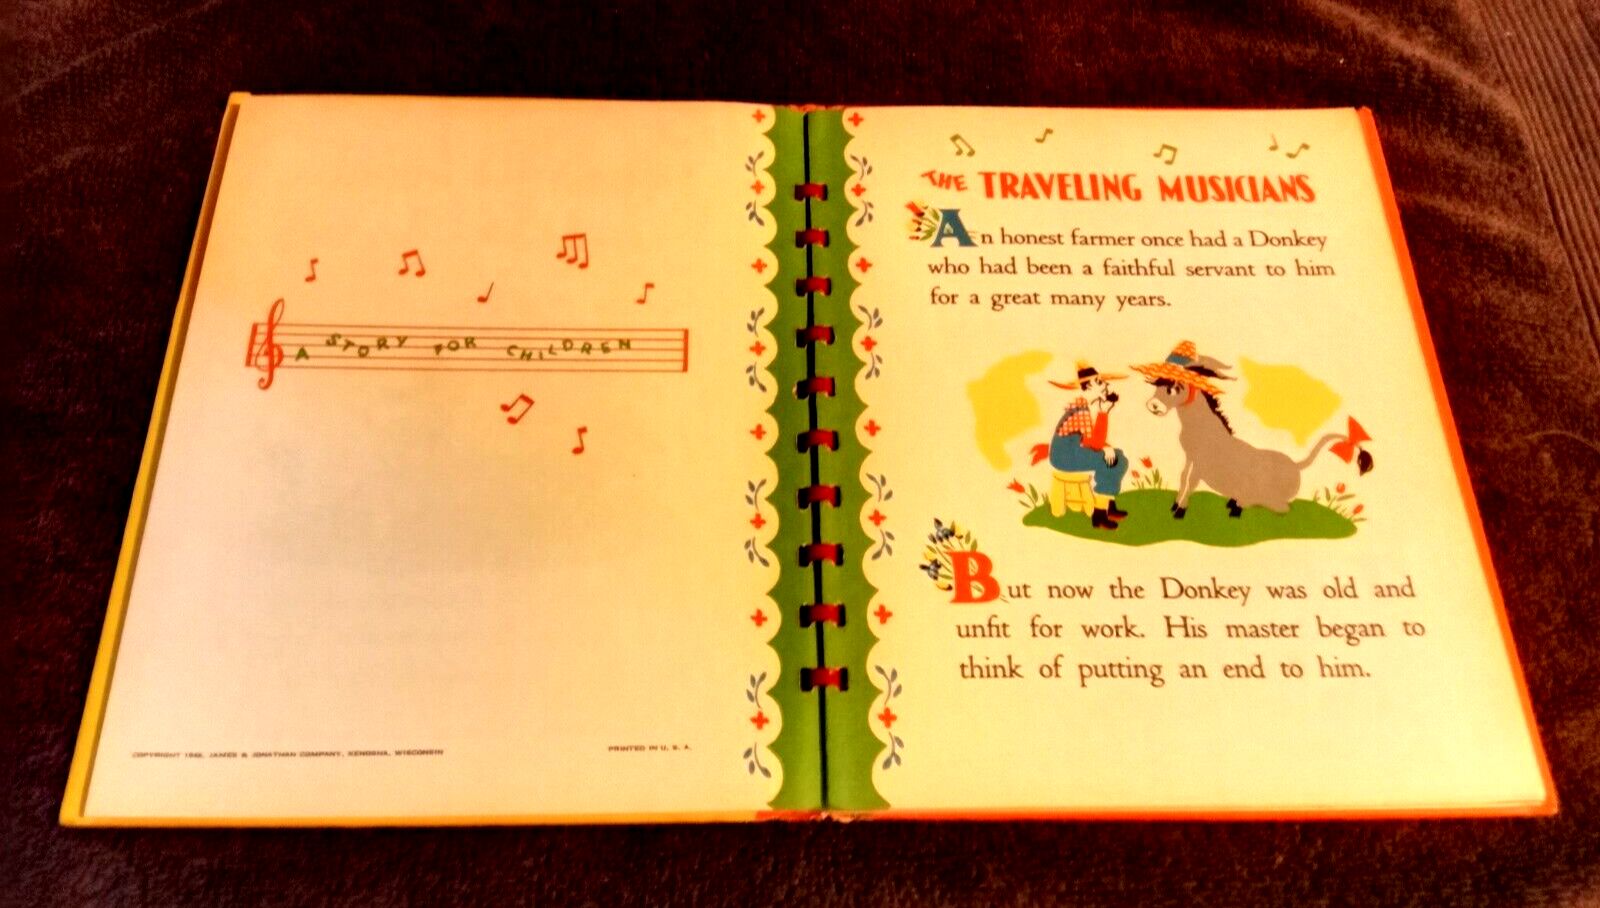 A STORY FOR CHILDREN
COPYRIGHT JAMES & JONATHAN COMPANY, KENOSHA, WISCONSIN
PRINTED IN U. S. A.
THE TRAVELING MUSICIANS
An honest farmer once had a Donkey
who had been a faithful servant to him
for a great many years.
But now the Donkey was old and
unfit for work. His master began to
think of putting an end to him.